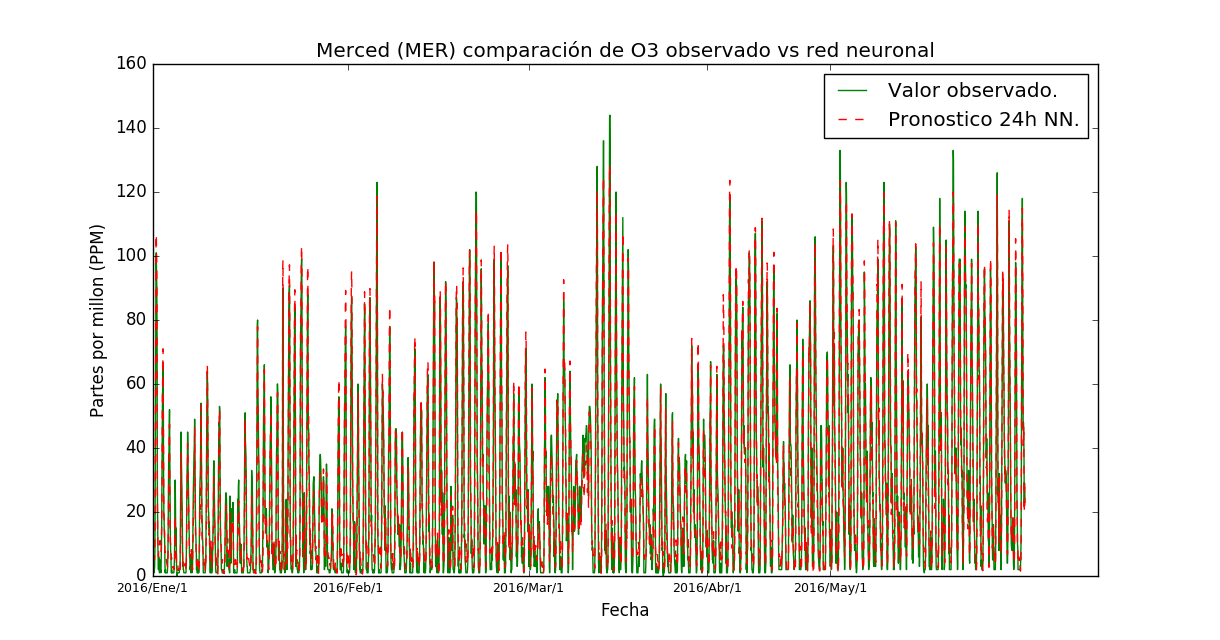 Merced (MER) comparación de O3 observado vs red neuronal
160
140
120
100
80
60
40
20
0
Partes por millon (PPM)
Valor observado.
Pronostico 24h NN.
2016/Ene/1 2016/Feb/1 2016/Mar/1 2016/Abr/1 2016/May/1
Fecha